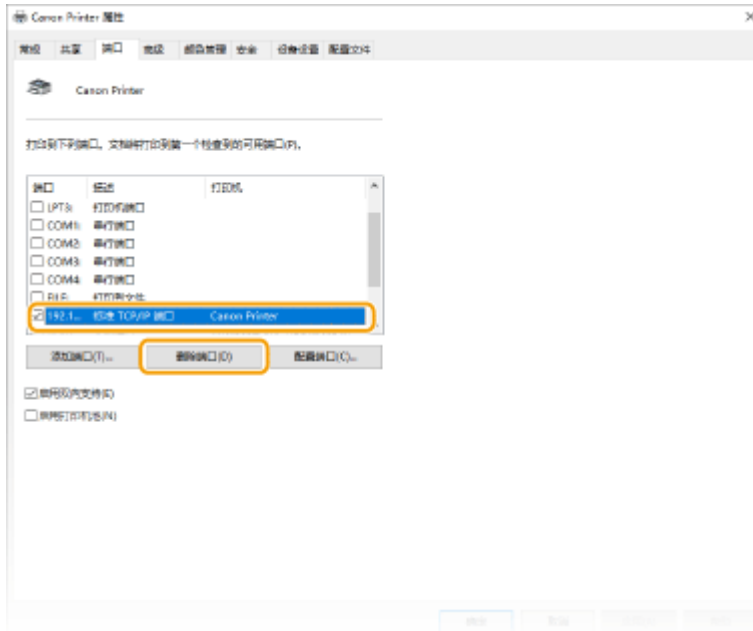 Canon Printer 属性
常规 共享 端口 高级 颜色管理 安全 设备设置 配置文件
Canon Printer
打印到下列端口。文档将打印到第一个检查到的可用端口(P)。
端口 描述 打印机
LPT3: 打印机端口
COM1: 串行端口
COM2: 串行端口
COM3: 串行端口
COM4: 串行端口
FILE: 打印到文件
192.1... 标准 TCP/IP 端口 Canon Printer
添加端口(T)... 删除端口(D) 配置端口(C)...
启用双向支持(E)
启用打印机池(N)